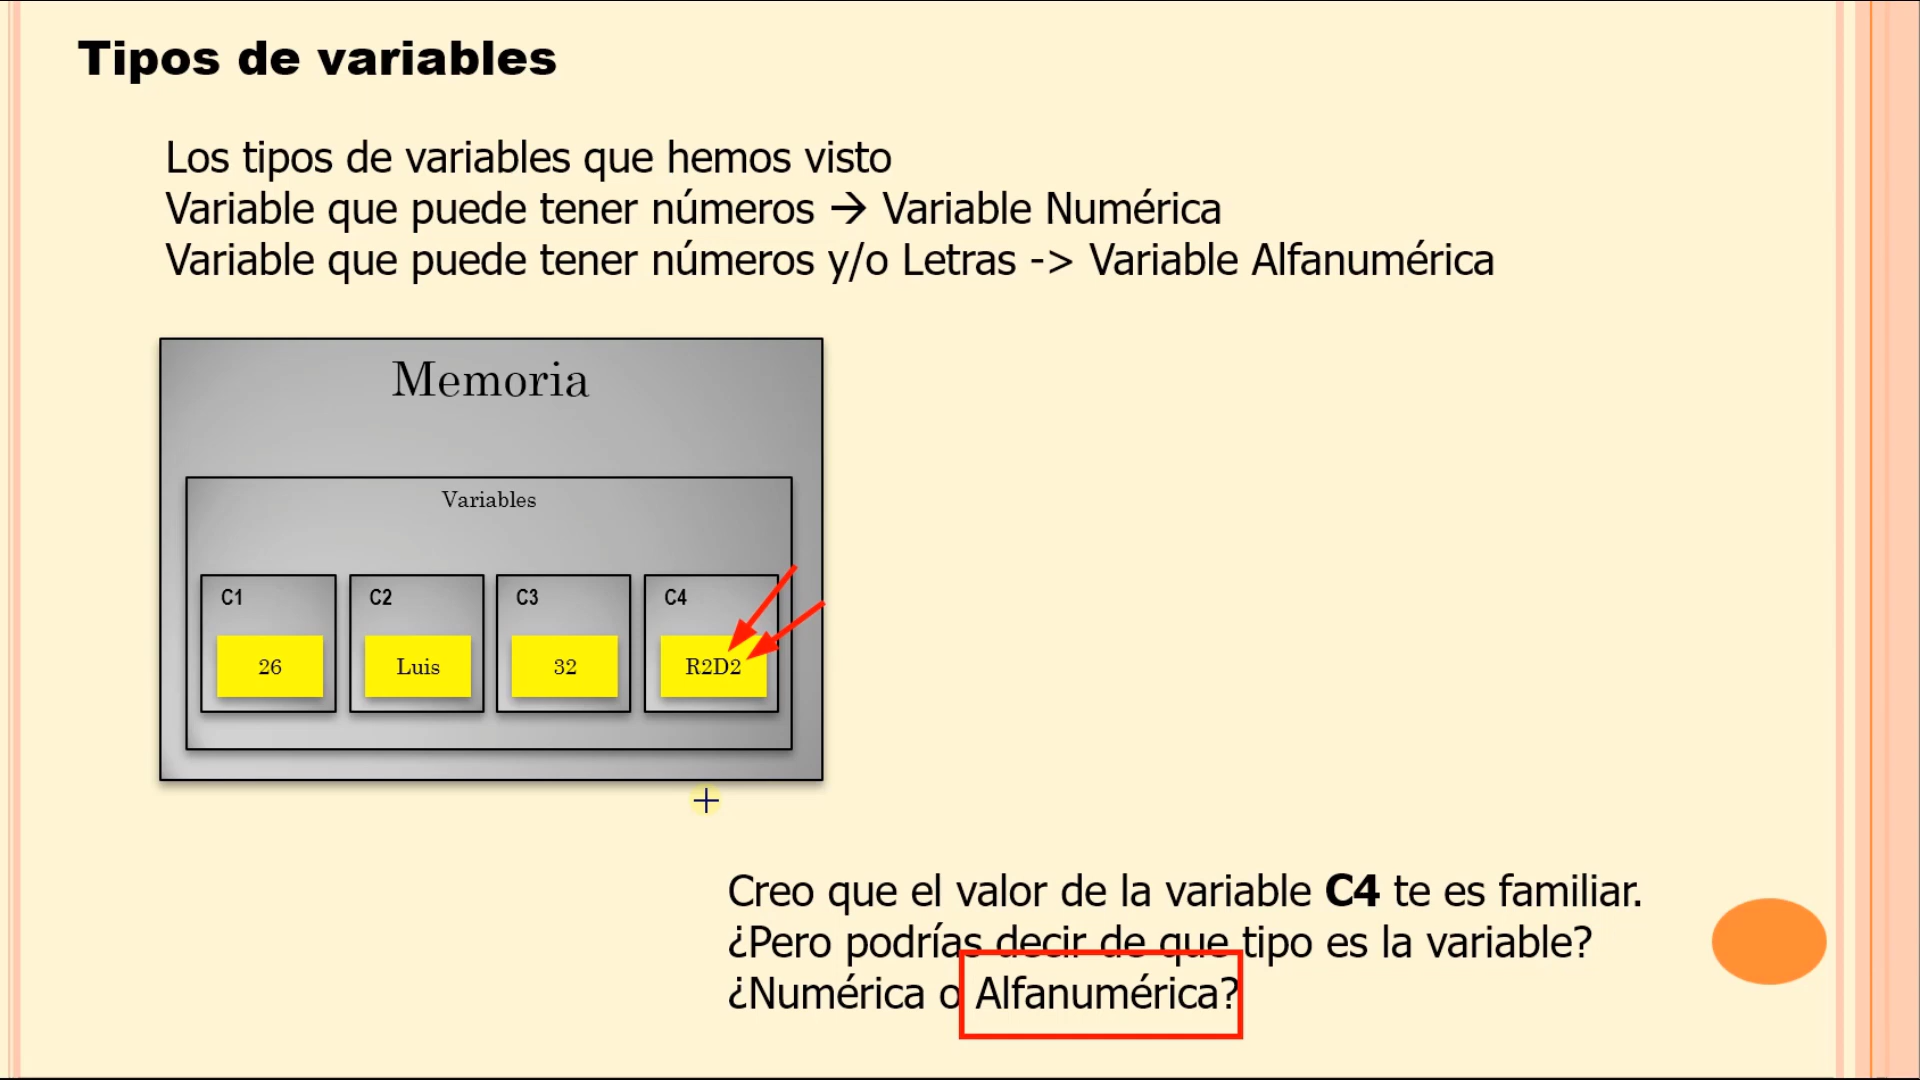 Tipos de variables
Los tipos de variables que hemos visto
Variable que puede tener números → Variable Numérica
Variable que puede tener números y/o Letras -> Variable Alfanumérica
Memoria
Variables
C1
C2
C3
C4
26
Luis
32
R2D2
Creo que el valor de la variable C4 te es familiar.
¿Pero podrías decir de que tipo es la variable?
¿Numérica o Alfanumérica?